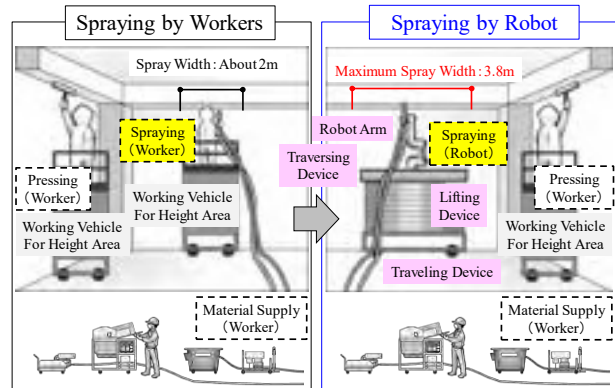 Spraying by Workers
Spray Width : About 2m
Spraying
（Worker）
Pressing
（Worker）
Working Vehicle
For Height Area
Working Vehicle
For Height Area
Material Supply
（Worker）
Spraying by Robot
Maximum Spray Width : 3.8m
Robot Arm
Traversing
Device
Spraying
（Robot）
Pressing
（Worker）
Lifting
Device
Working Vehicle
For Height Area
Traveling Device
Material Supply
（Worker）